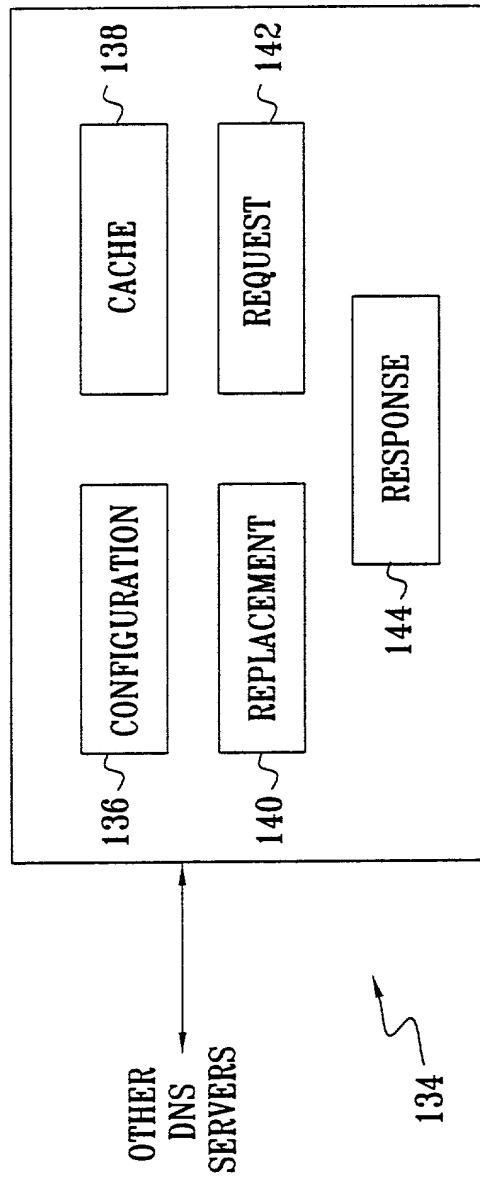 OTHER
DNS
SERVERS
136
CONFIGURATION
CACHE
138
140
REPLACEMENT
REQUEST
142
144
RESPONSE
134